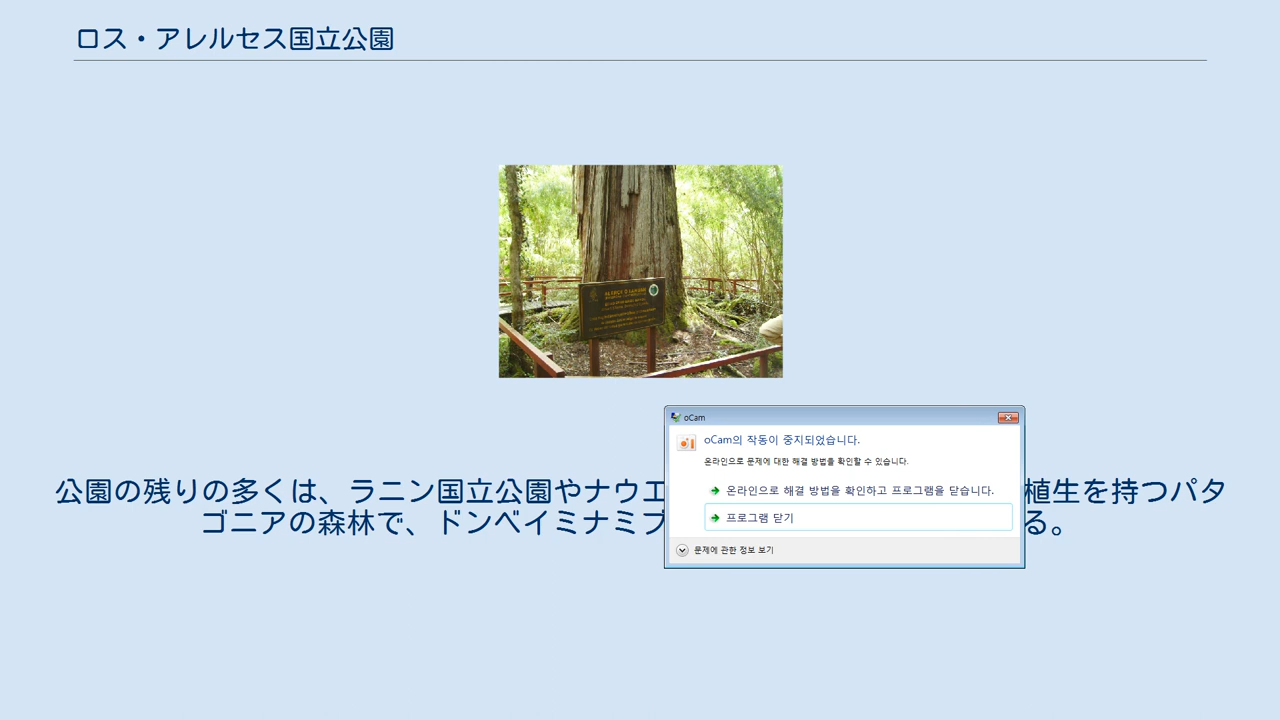 ロス・アレルセス国立公園
oCam
oCam의 작동이 중지되었습니다.
온라인으로 문제에 대한 해결 방법을 확인할 수 있습니다.
온라인으로 해결 방법을 확인하고 프로그램을 닫습니다.
프로그램 닫기
문제에 관한 정보 보기
公園の残りの多くは、ラニン国立公園やナウエ 植生を持つパタ
ゴニアの森林で、ドンベイミナミブ る。